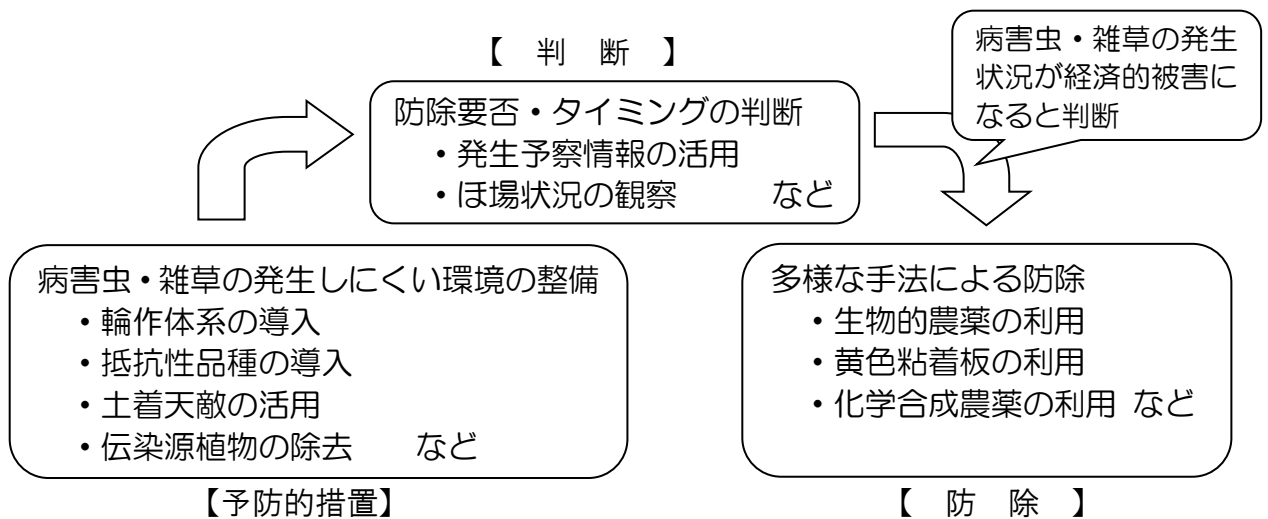 【　判　断　】
防除要否・タイミングの判断
・発生予察情報の活用
・ほ場状況の観察　　　など
病害虫・雑草の発生
状況が経済的被害に
なると判断
病害虫・雑草の発生しにくい環境の整備
・輪作体系の導入
・抵抗性品種の導入
・土着天敵の活用
・伝染源植物の除去　　など
【予防的措置】
多様な手法による防除
・生物的農薬の利用
・黄色粘着板の利用
・化学合成農薬の利用 など
【　防　除　】